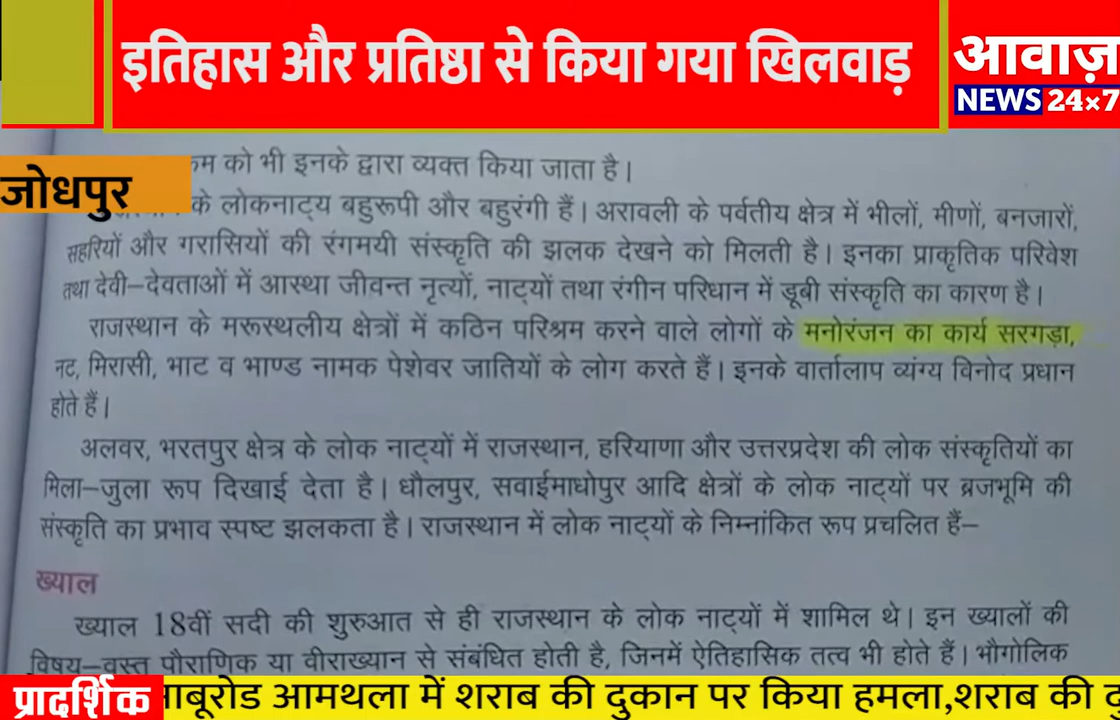 इतिहास और प्रतिष्ठा से किया गया खिलवाड़
आवाज़
NEWS 24×7
जोधपुर
को भी इनके द्वारा व्यक्त किया जाता है।
के लोकनाट्य बहुरूपी और बहुरंगी हैं। अरावली के पर्वतीय क्षेत्र में भीलों, मीणों, बनजारों,
सहरियों और गरासियों की रंगमयी संस्कृति की झलक देखने को मिलती है। इनका प्राकृतिक परिवेश
तथा देवी–देवताओं में आस्था जीवन्त नृत्यों, नाट्यों तथा रंगीन परिधान में डूबी संस्कृति का कारण है।
राजस्थान के मरूस्थलीय क्षेत्रों में कठिन परिश्रम करने वाले लोगों के मनोरंजन का कार्य सरगड़ा,
नट, मिरासी, भाट व भाण्ड नामक पेशेवर जातियों के लोग करते हैं। इनके वार्तालाप व्यंग्य विनोद प्रधान
होते हैं।
अलवर, भरतपुर क्षेत्र के लोक नाट्यों में राजस्थान, हरियाणा और उत्तरप्रदेश की लोक संस्कृतियों का
मिला–जुला रूप दिखाई देता है। धौलपुर, सवाईमाधोपुर आदि क्षेत्रों के लोक नाट्यों पर ब्रजभूमि की
संस्कृति का प्रभाव स्पष्ट झलकता है। राजस्थान में लोक नाट्यों के निम्नांकित रूप प्रचलित हैं–
ख्याल
ख्याल 18वीं सदी की शुरुआत से ही राजस्थान के लोक नाट्यों में शामिल थे। इन ख्यालों की
विषय–वस्तु पौराणिक या वीराख्यान से संबंधित होती है, जिनमें ऐतिहासिक तत्व भी होते हैं। भौगोलिक
प्रादर्शिक
आमथला में शराब की दुकान पर किया हमला,शराब की